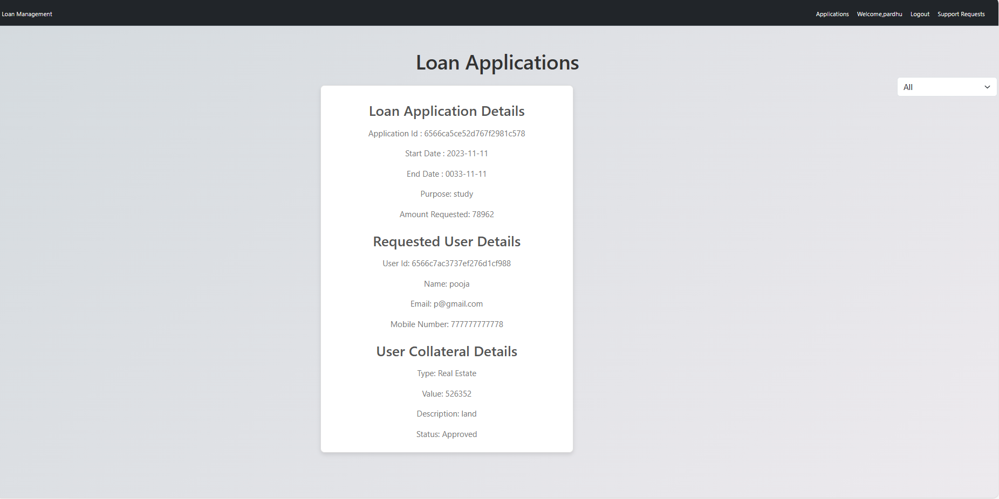 Loan Management
Applications Welcome,pardhu Logout Support Requests
Loan Applications
All
Loan Application Details
Application Id : 6566ca5ce52d767f2981c578
Start Date : 2023-11-11
End Date : 0033-11-11
Purpose: study
Amount Requested: 78962
Requested User Details
User Id: 6566c7ac3737ef276d1cf988
Name: pooja
Email: p@gmail.com
Mobile Number: 777777777778
User Collateral Details
Type: Real Estate
Value: 526352
Description: land
Status: Approved